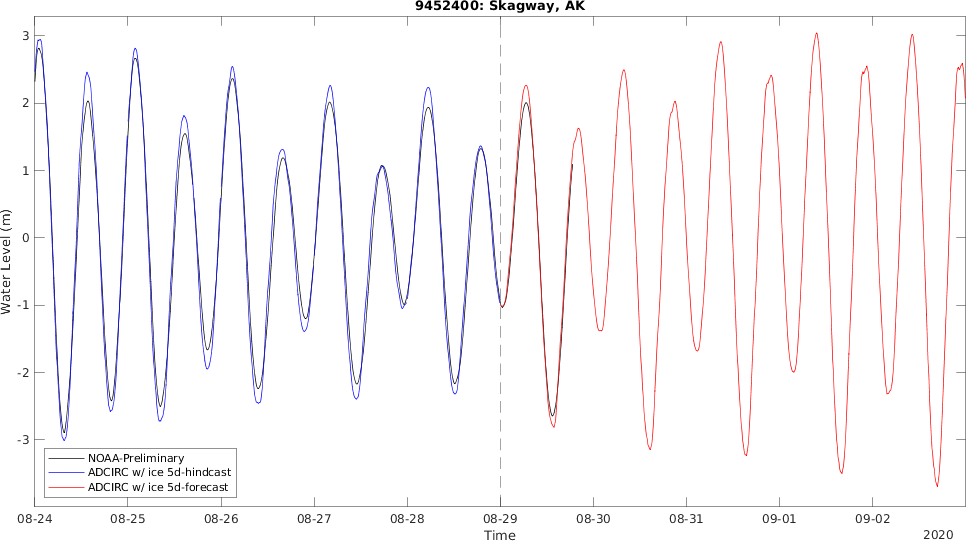 9452400: Skagway, AK
Water Level (m)
3
2
1
0
-1
-2
-3
NOAA-Preliminary
ADCIRC w/ ice 5d-hindcast
ADCIRC w/ ice 5d-forecast
08-24 08-25 08-26 08-27 08-28 08-29 08-30 08-31 09-01 09-02
Time
2020